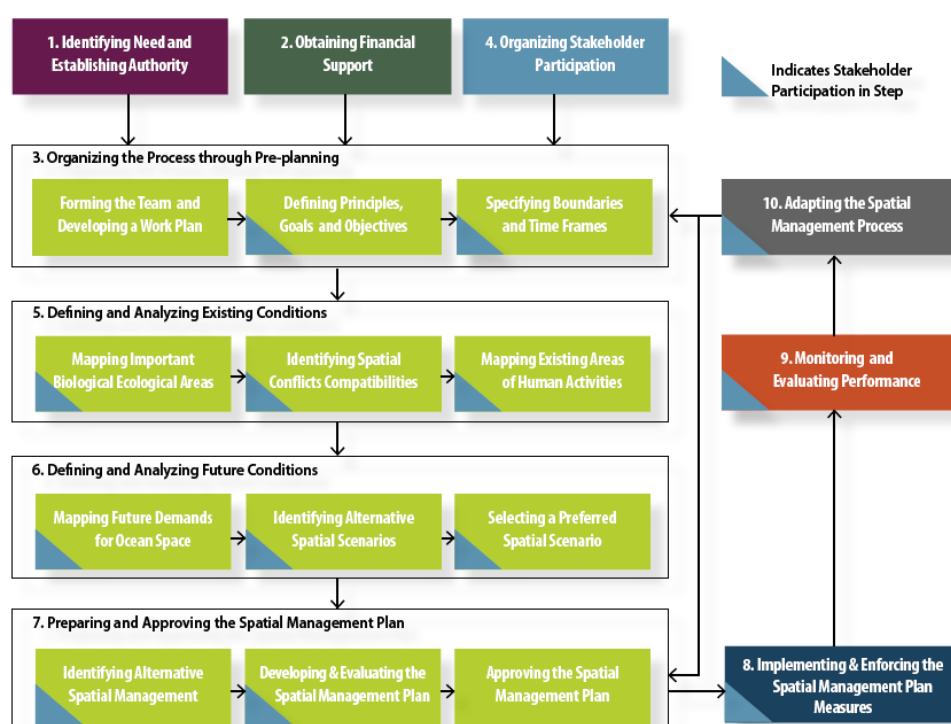 1. Identifying Need and
Establishing Authority
2. Obtaining Financial
Support
4. Organizing Stakeholder
Participation
Indicates Stakeholder
Participation in Step
3. Organizing the Process through Pre-planning
Forming the Team and
Developing a Work Plan
Defining Principles,
Goals and Objectives
Specifying Boundaries
and Time Frames
10. Adapting the Spatial
Management Process
5. Defining and Analyzing Existing Conditions
Mapping Important
Biological Ecological Areas
Identifying Spatial
Conflicts Compatibilities
Mapping Existing Areas
of Human Activities
9. Monitoring and
Evaluating Performance
6. Defining and Analyzing Future Conditions
Mapping Future Demands
for Ocean Space
Identifying Alternative
Spatial Scenarios
Selecting a Preferred
Spatial Scenario
7. Preparing and Approving the Spatial Management Plan
Identifying Alternative
Spatial Management
Developing & Evaluating the
Spatial Management Plan
Approving the Spatial
Management Plan
8. Implementing & Enforcing the
Spatial Management Plan
Measures